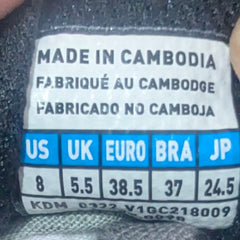 MADE IN CAMBODIA
FABRIQUÉ AU CAMBODGE
FABRICADO NO CAMBOJA
US UK EURO BRA JP
8 5.5 38.5 37 24.5
KDM 0322 V1GC218009